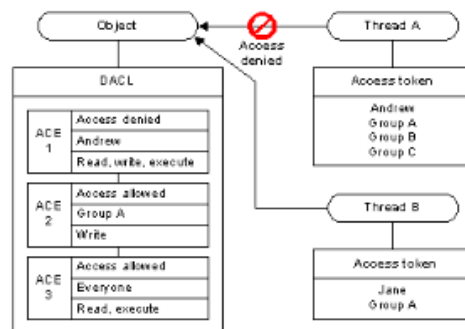 Object
Access
denied
Thread A
DACL
ACE
1
Access denied
Andrew
Read, write, execute
ACE
2
Access allowed
Group A
Write
ACE
3
Access allowed
Everyone
Read, execute
Access token
Andrew
Group A
Group B
Group C
Thread B
Access token
Jane
Group A